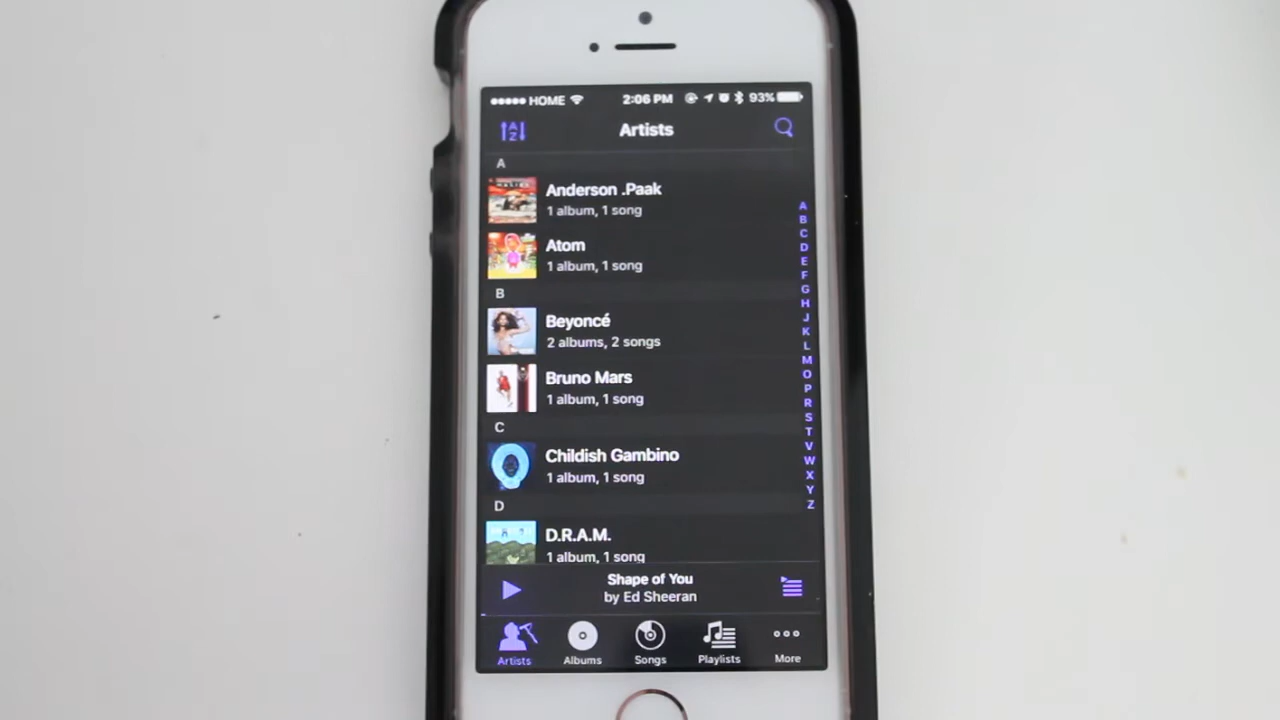 HOME 2:06 PM 93%
Artists
A
Anderson .Paak
1 album, 1 song
Atom
1 album, 1 song
B
Beyoncé
2 albums, 2 songs
Bruno Mars
1 album, 1 song
C
Childish Gambino
1 album, 1 song
D
D.R.A.M.
1 album, 1 song
A
B
C
D
E
F
G
H
J
K
L
M
O
P
R
S
T
V
W
X
Y
Z
Shape of You
by Ed Sheeran
Artists Albums Songs Playlists More